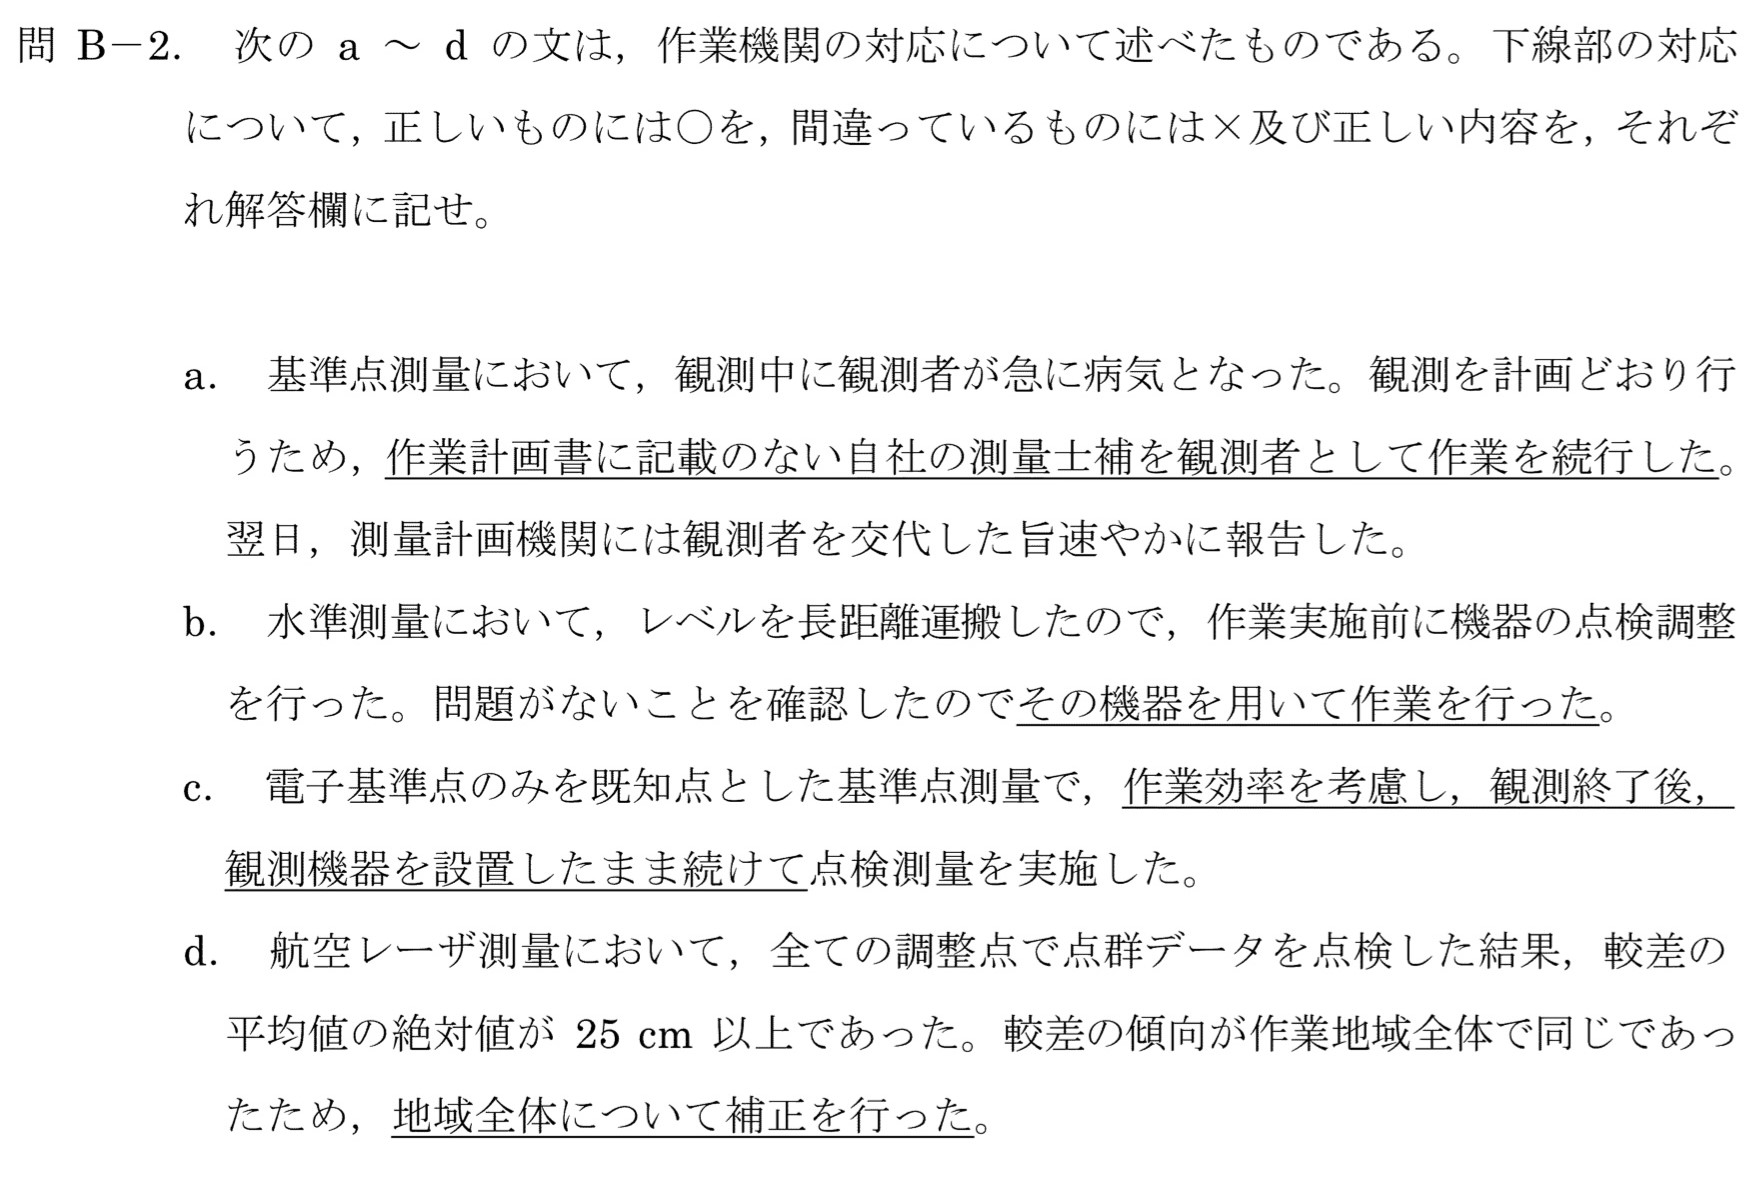 問 B－2.　次の a ～ d の文は，作業機関の対応について述べたものである。下線部の対応
について，正しいものには○を，間違っているものには×及び正しい内容を，それぞ
れ解答欄に記せ。
a.　基準点測量において，観測中に観測者が急に病気となった。観測を計画どおり行
うため，作業計画書に記載のない自社の測量士補を観測者として作業を続行した。
翌日，測量計画機関には観測者を交代した旨速やかに報告した。
b.　水準測量において，レベルを長距離運搬したので，作業実施前に機器の点検調整
を行った。問題がないことを確認したのでその機器を用いて作業を行った。
c.　電子基準点のみを既知点とした基準点測量で，作業効率を考慮し，観測終了後，
観測機器を設置したまま続けて点検測量を実施した。
d.　航空レーザ測量において，全ての調整点で点群データを点検した結果，較差の
平均値の絶対値が 25 cm 以上であった。較差の傾向が作業地域全体で同じであっ
たため，地域全体について補正を行った。